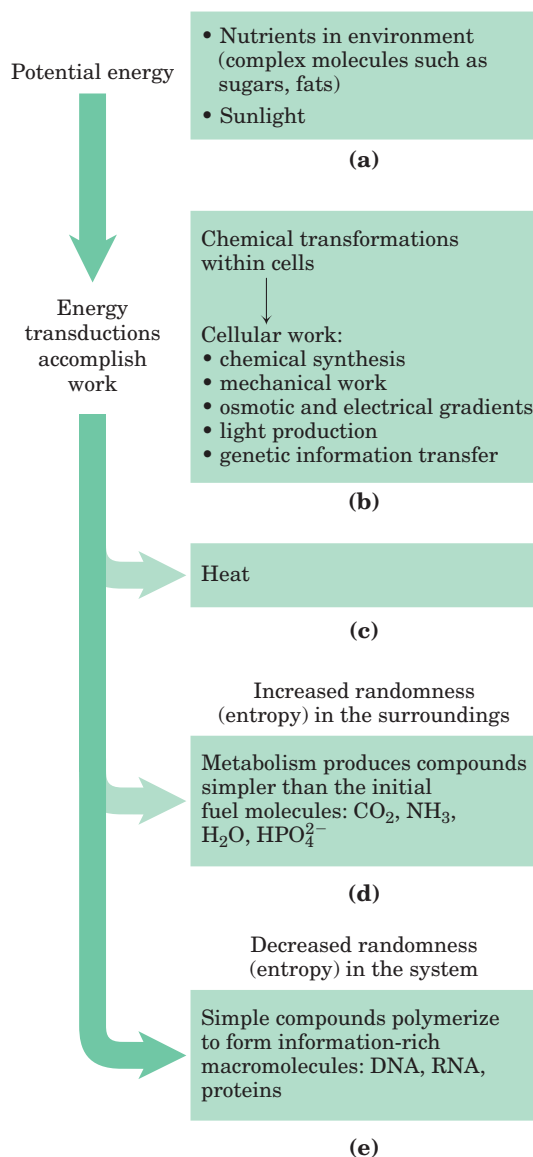 Potential energy
• Nutrients in environment
(complex molecules such as
sugars, fats)
• Sunlight
(a)
Energy
transductions
accomplish
work
Chemical transformations
within cells
Cellular work:
• chemical synthesis
• mechanical work
• osmotic and electrical gradients
• light production
• genetic information transfer
(b)
Heat
(c)
Increased randomness
(entropy) in the surroundings
Metabolism produces compounds
simpler than the initial
fuel molecules: CO₂, NH₃,
H₂O, HPO₄²⁻
(d)
Decreased randomness
(entropy) in the system
Simple compounds polymerize
to form information-rich
macromolecules: DNA, RNA,
proteins
(e)